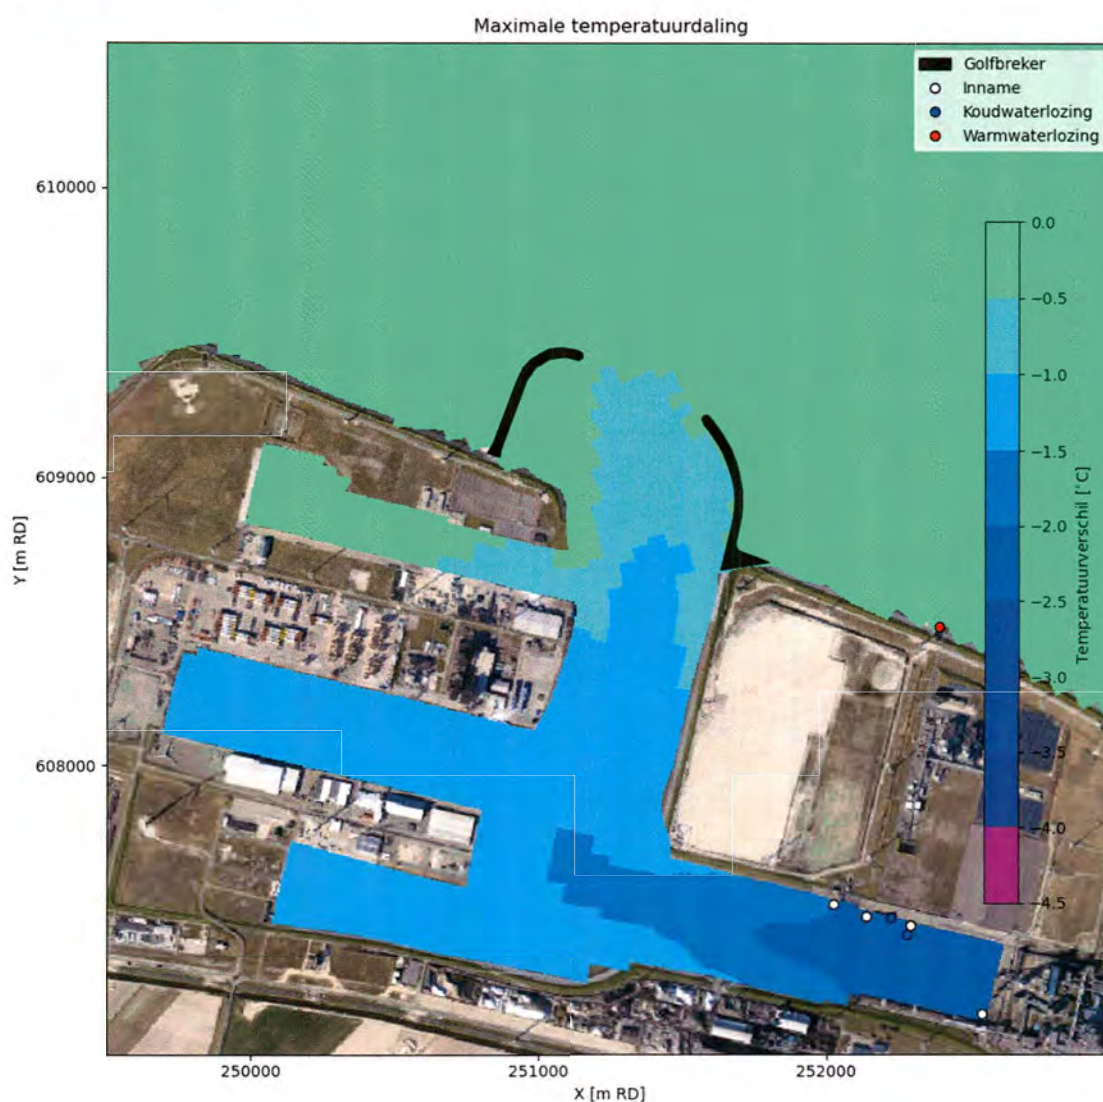 Maximale temperatuurdaling
Golfbreker
Inname
Koudwaterlozing
Warmwaterlozing
610000
609000
608000
Y [m RD]
0.0
−0.5
−1.0
−1.5
−2.0
−2.5
−3.0
−3.5
−4.0
−4.5
Temperatuurverschil [°C]
250000
251000
252000
X [m RD]